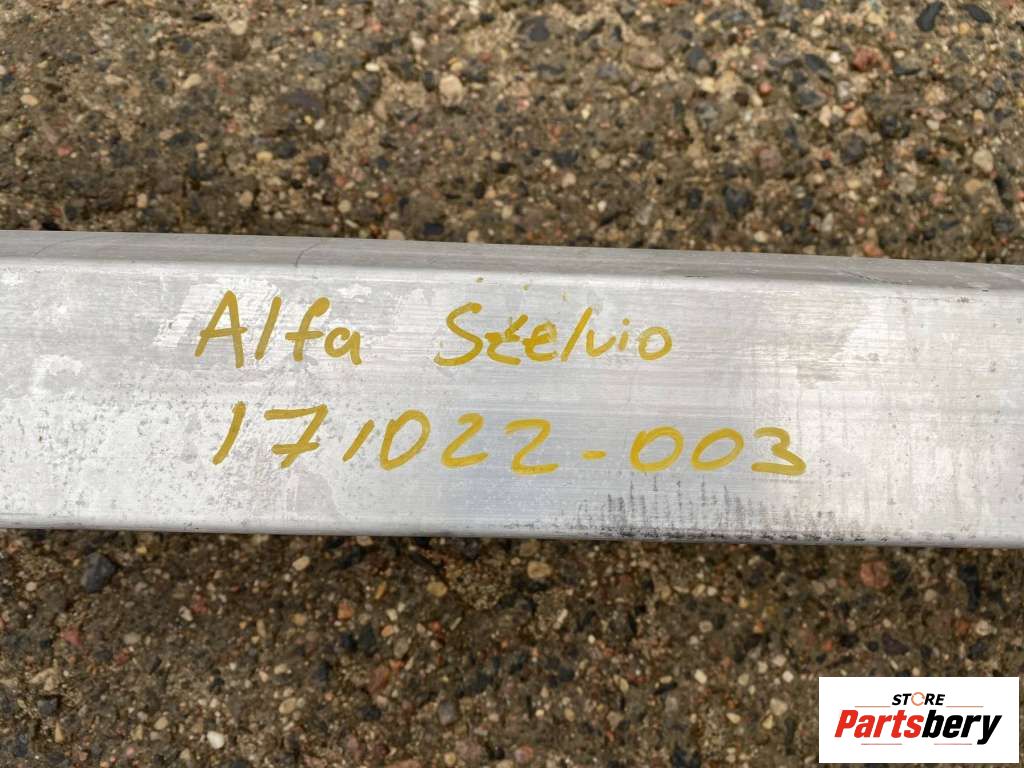 Alfa Stelvio
171022-003
STORE
Partsbery